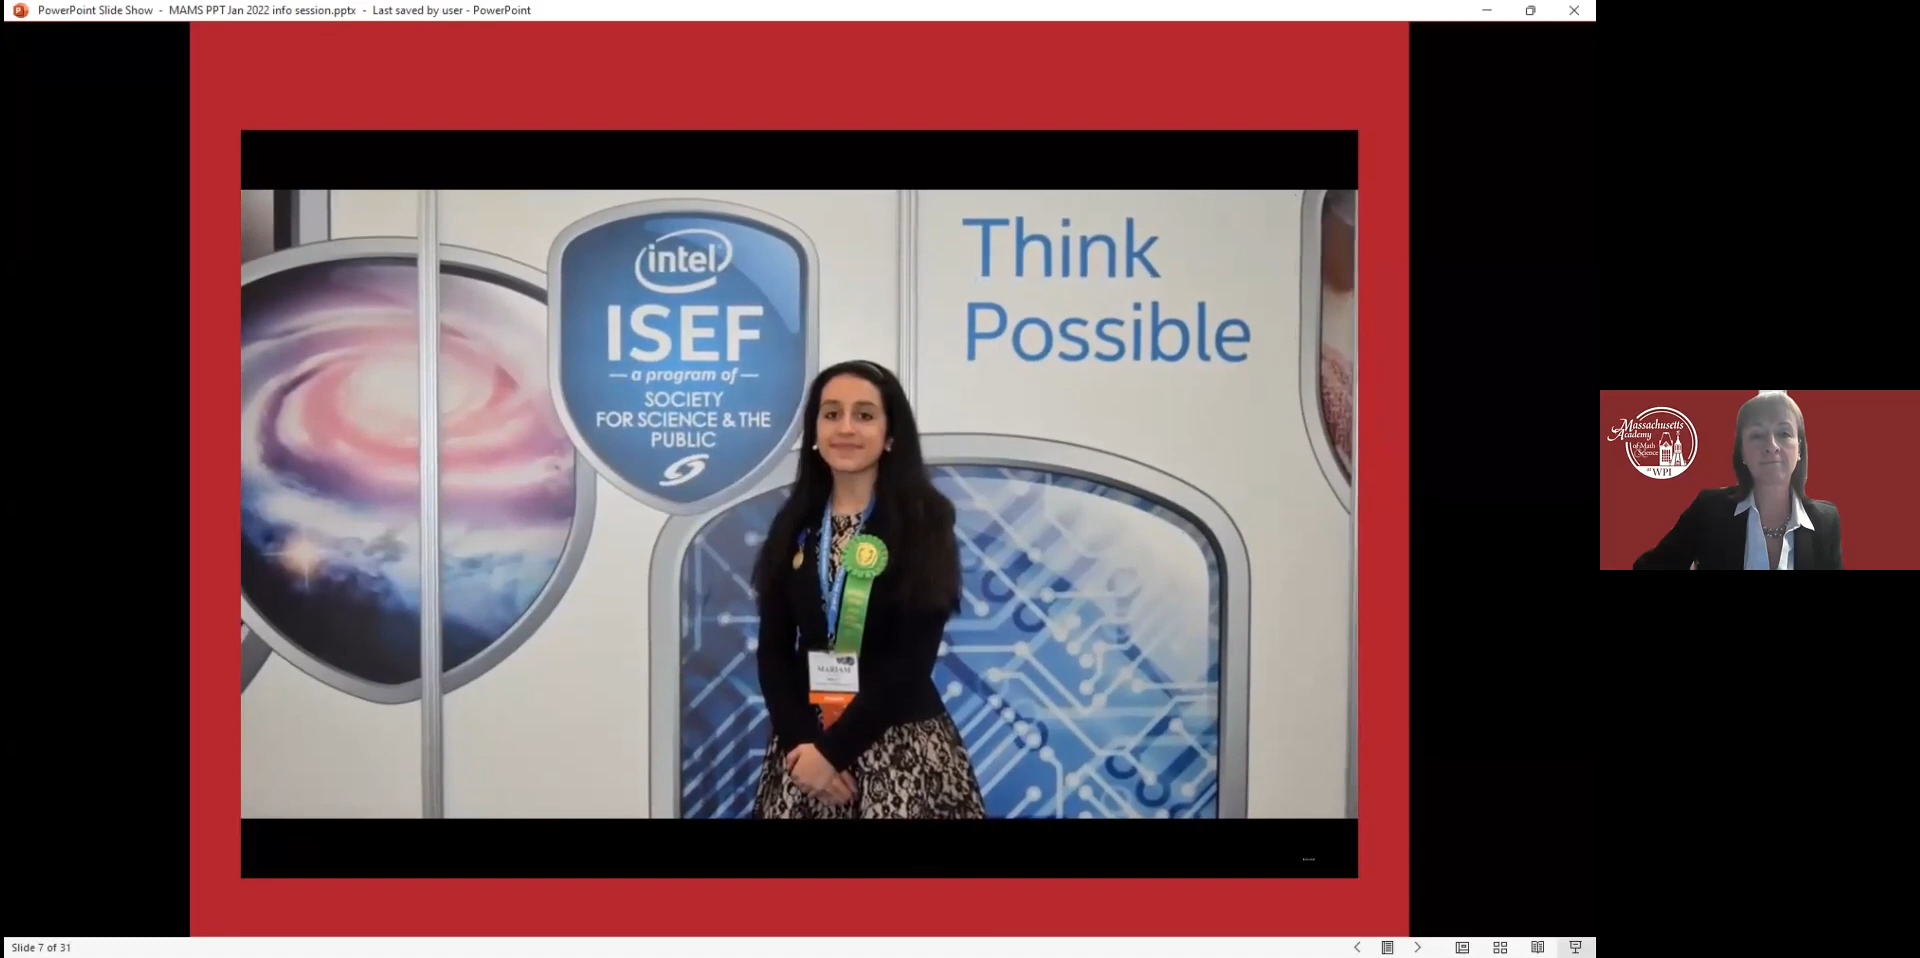 PowerPoint Slide Show - MAMS PPT Jan 2022 info session.pptx - Last saved by user - PowerPoint
intel
ISEF
— a program of —
SOCIETY
FOR SCIENCE & THE
PUBLIC
Think
Possible
MARIAM
Massachusetts
Academy
of Math
Science
at WPI
Slide 7 of 31